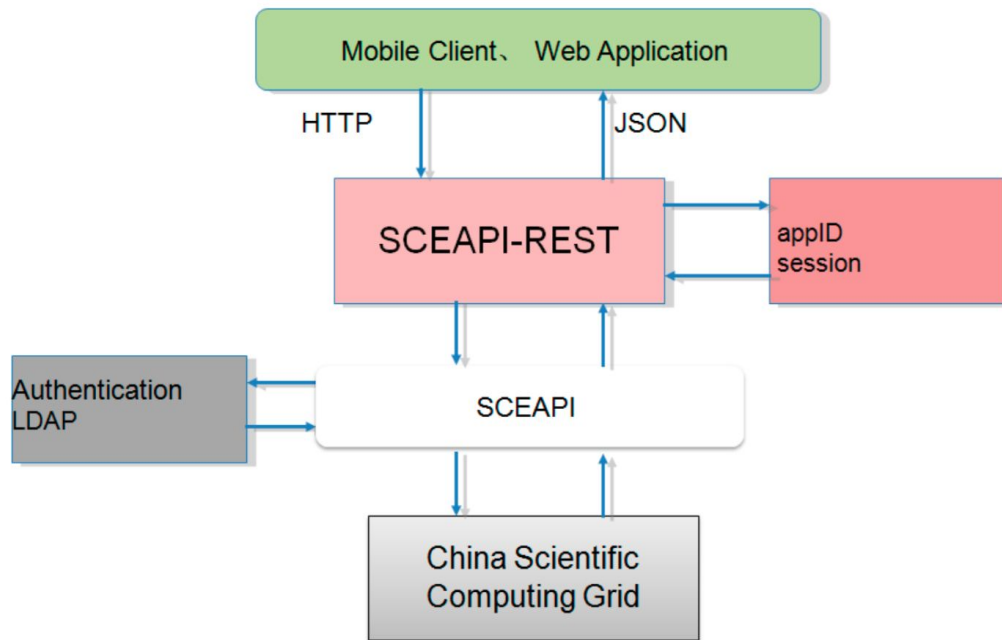 Mobile Client、 Web Application
HTTP
JSON
SCEAPI-REST
appID
session
Authentication
LDAP
SCEAPI
China Scientific
Computing Grid